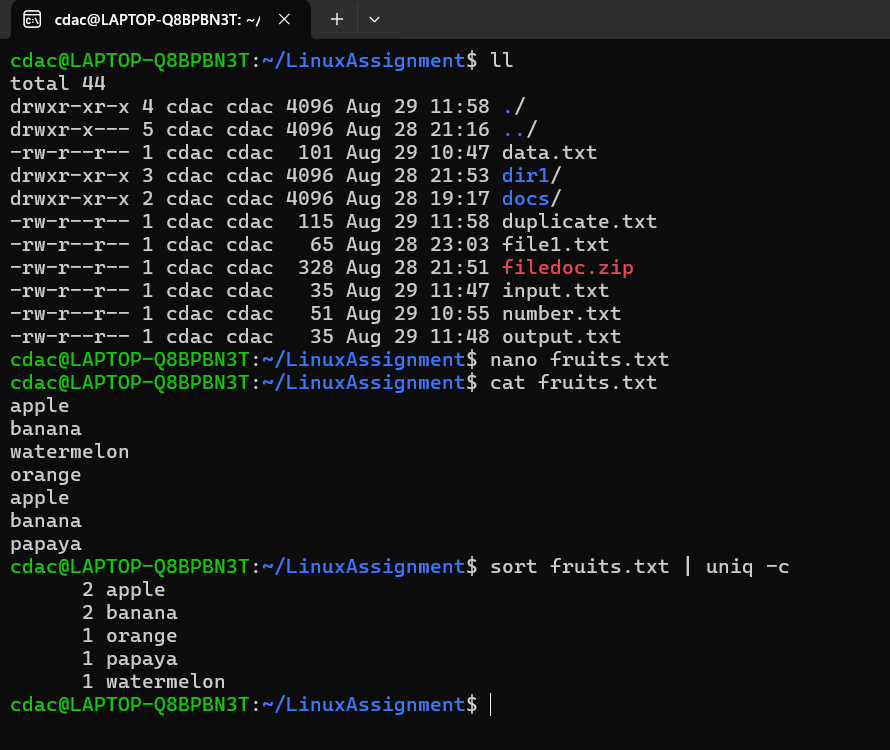 cdac@LAPTOP-Q8BPBN3T: ~/
cdac@LAPTOP-Q8BPBN3T:~/LinuxAssignment$ ll
total 44
drwxr-xr-x 4 cdac cdac 4096 Aug 29 11:58 ./
drwxr-x--- 5 cdac cdac 4096 Aug 28 21:16 ../
-rw-r--r-- 1 cdac cdac  101 Aug 29 10:47 data.txt
drwxr-xr-x 3 cdac cdac 4096 Aug 28 21:53 dir1/
drwxr-xr-x 2 cdac cdac 4096 Aug 28 19:17 docs/
-rw-r--r-- 1 cdac cdac  115 Aug 29 11:58 duplicate.txt
-rw-r--r-- 1 cdac cdac   65 Aug 28 23:03 file1.txt
-rw-r--r-- 1 cdac cdac  328 Aug 28 21:51 filedoc.zip
-rw-r--r-- 1 cdac cdac   35 Aug 29 11:47 input.txt
-rw-r--r-- 1 cdac cdac   51 Aug 29 10:55 number.txt
-rw-r--r-- 1 cdac cdac   35 Aug 29 11:48 output.txt
cdac@LAPTOP-Q8BPBN3T:~/LinuxAssignment$ nano fruits.txt
cdac@LAPTOP-Q8BPBN3T:~/LinuxAssignment$ cat fruits.txt
apple
banana
watermelon
orange
apple
banana
papaya
cdac@LAPTOP-Q8BPBN3T:~/LinuxAssignment$ sort fruits.txt | uniq -c
      2 apple
      2 banana
      1 orange
      1 papaya
      1 watermelon
cdac@LAPTOP-Q8BPBN3T:~/LinuxAssignment$